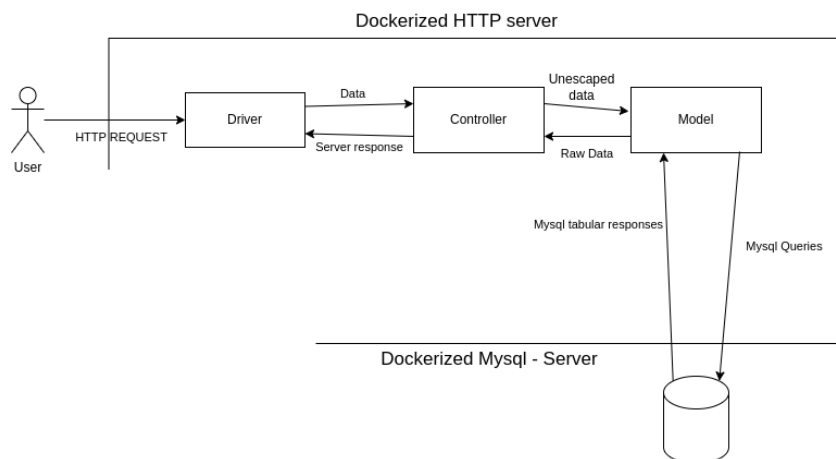 Dockerized HTTP server
Data
Unescaped
data
Driver
Controller
Model
HTTP REQUEST
Server response
Raw Data
User
Mysql tabular responses
Mysql Queries
Dockerized Mysql - Server